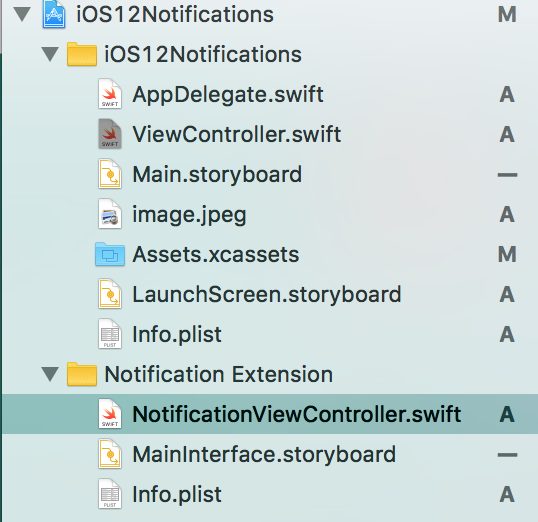 iOS12Notifications M
iOS12Notifications
AppDelegate.swift A
ViewController.swift A
Main.storyboard —
image.jpeg A
Assets.xcassets M
LaunchScreen.storyboard A
Info.plist A
Notification Extension
NotificationViewController.swift A
MainInterface.storyboard —
Info.plist A